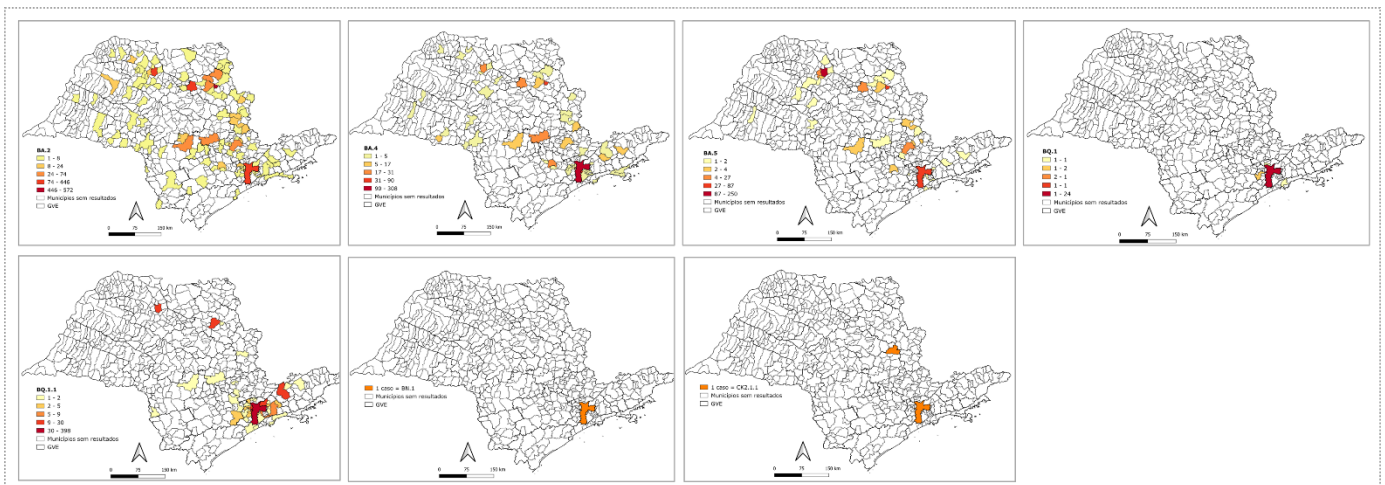 BA.2
1 - 8
8 - 24
24 - 74
74 - 446
446 - 572
Municípios sem resultados
GVE
0 75 150 km
BA.4
1 - 5
5 - 17
17 - 31
31 - 90
90 - 308
Municípios sem resultados
GVE
0 75 150 km
BA.5
1 - 2
2 - 4
4 - 27
27 - 87
87 - 250
Municípios sem resultados
GVE
0 75 150 km
BQ.1
1 - 1
1 - 2
2 - 1
1 - 1
1 - 24
Municípios sem resultados
GVE
0 75 150 km
BQ.1.1
1 - 2
2 - 5
5 - 9
9 - 30
30 - 398
Municípios sem resultados
GVE
0 75 150 km
1 caso = BN.1
Municípios sem resultados
GVE
0 75 150 km
1 caso = CK2.1.1
Municípios sem resultados
GVE
0 75 150 km